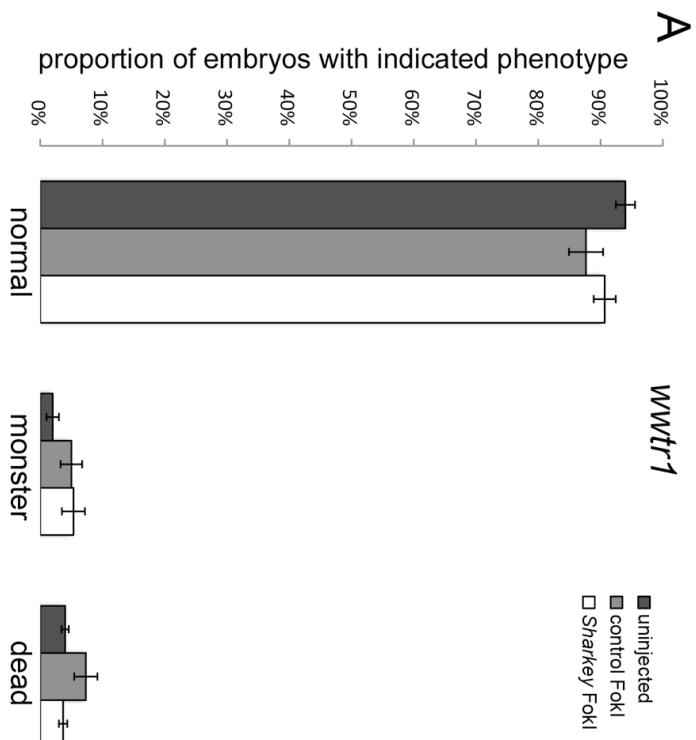 A
wwtr1
uninjected
control FokI
Sharkey FokI
proportion of embryos with indicated phenotype
100%
90%
80%
70%
60%
50%
40%
30%
20%
10%
0%
normal
monster
dead